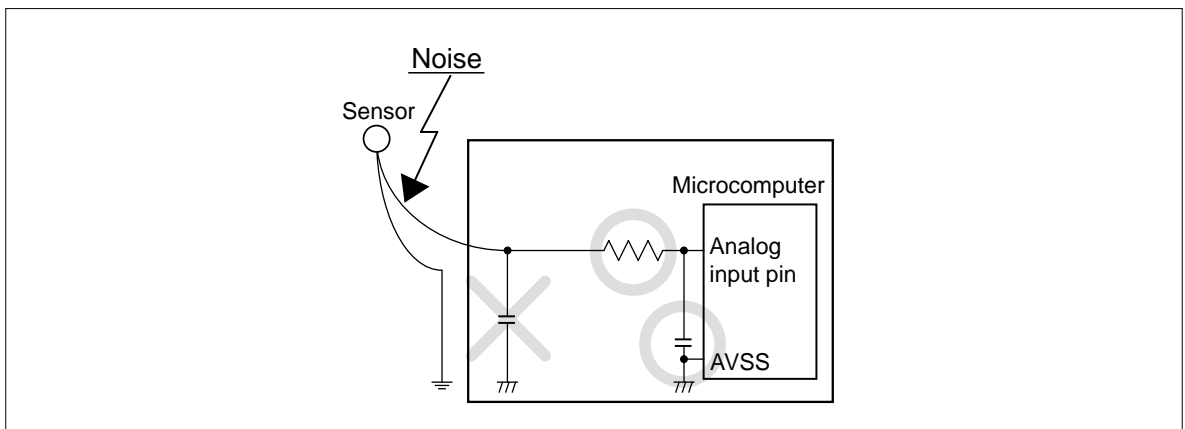 Noise
Sensor
Microcomputer
Analog
input pin
AVSS